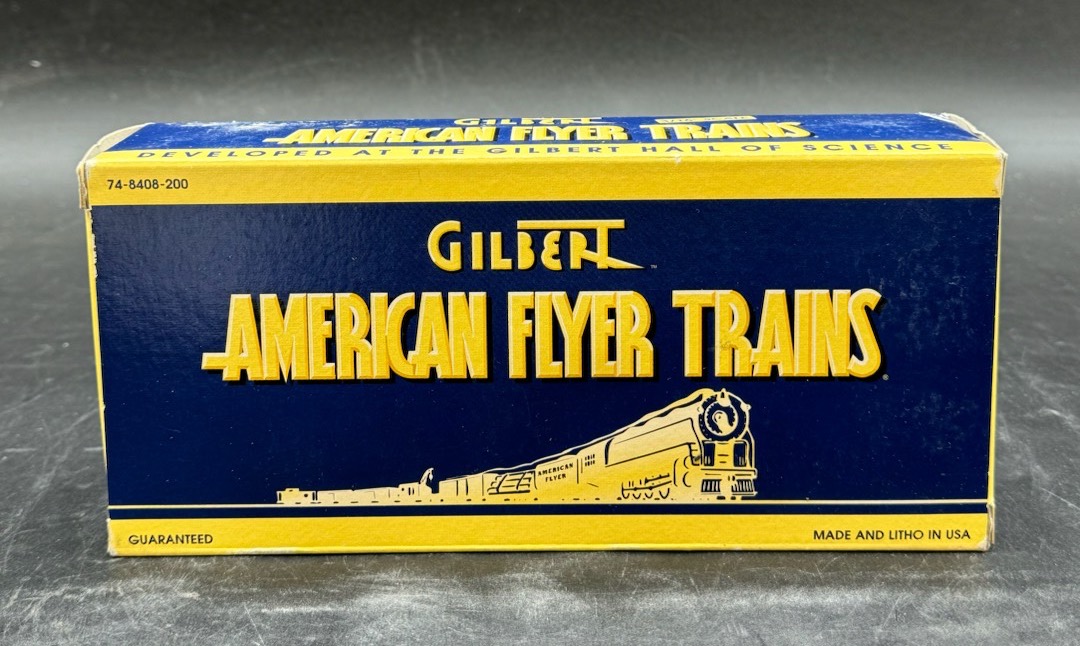 GILBERT
AMERICAN FLYER TRAINS
DEVELOPED AT THE GILBERT HALL OF SCIENCE
74-8408-200
GILBERT™
AMERICAN FLYER TRAINS®
AMERICAN
FLYER
GUARANTEED
MADE AND LITHO IN USA